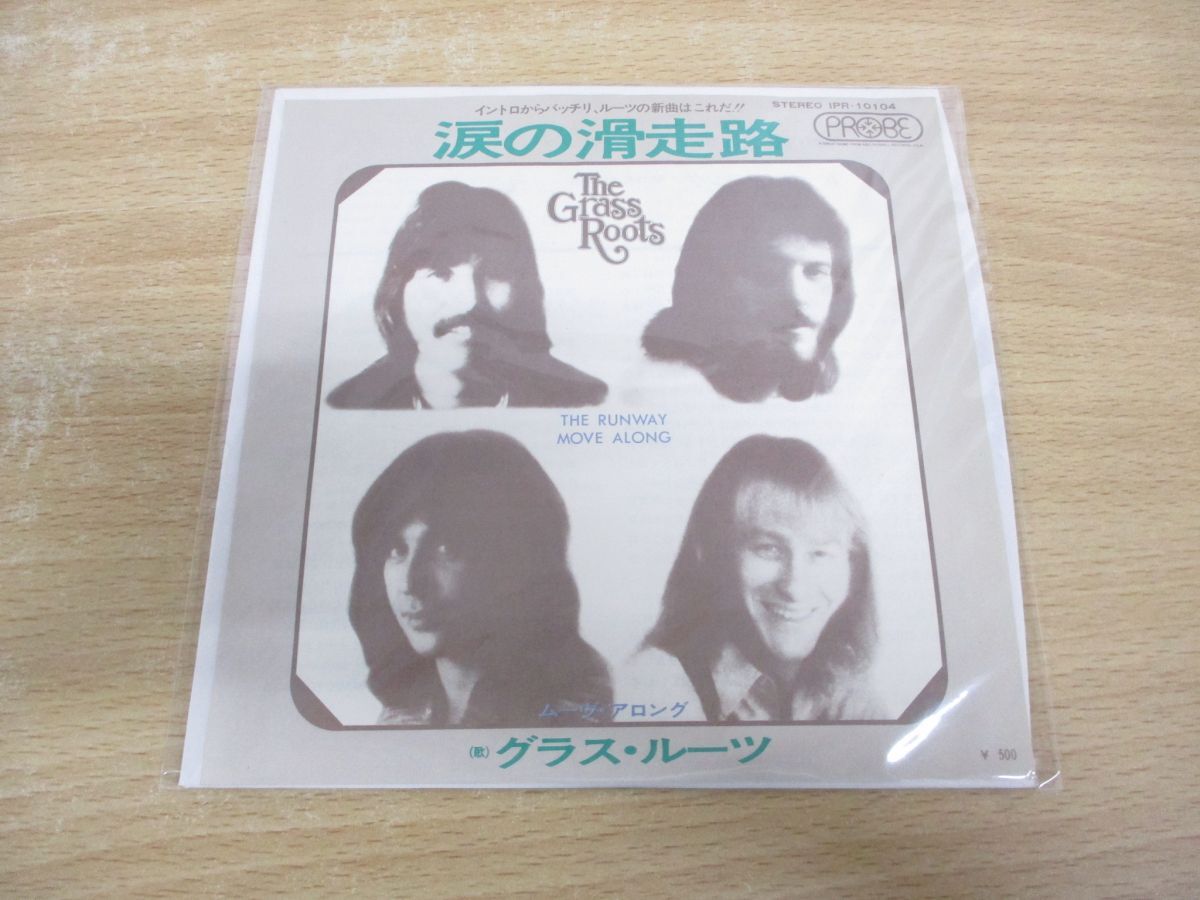 イントロからバッチリ、ルーツの新曲はこれだ!!
STEREO IPR-10104
涙の滑走路
PROBE
The
Grass
Roots
THE RUNWAY
MOVE ALONG
ムーヴ・アロング
(歌) グラス・ルーツ
¥ 500